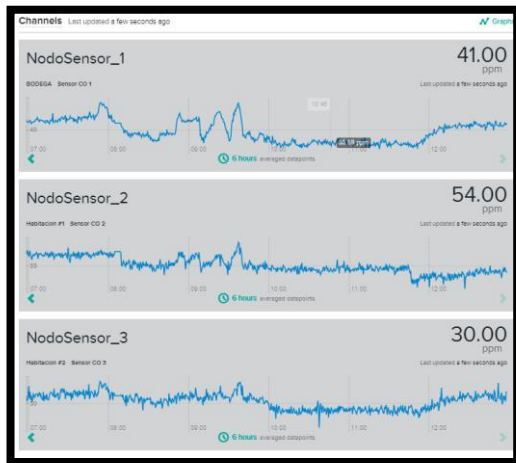 Channels Last updated a few seconds ago Graphs
NodoSensor_1 41.00
ppm
BODEGA Sensor CO 1 Last updated a few seconds ago
07:00 08:00 09:00 10:00 11:00 12:00
6 hours averaged datapoints
NodoSensor_2 54.00
ppm
Habitacion #1 Sensor CO 2 Last updated a few seconds ago
07:00 08:00 09:00 10:00 11:00 12:00
6 hours averaged datapoints
NodoSensor_3 30.00
ppm
Habitacion #2 Sensor CO 3 Last updated a few seconds ago
07:00 08:00 09:00 10:00 11:00 12:00
6 hours averaged datapoints